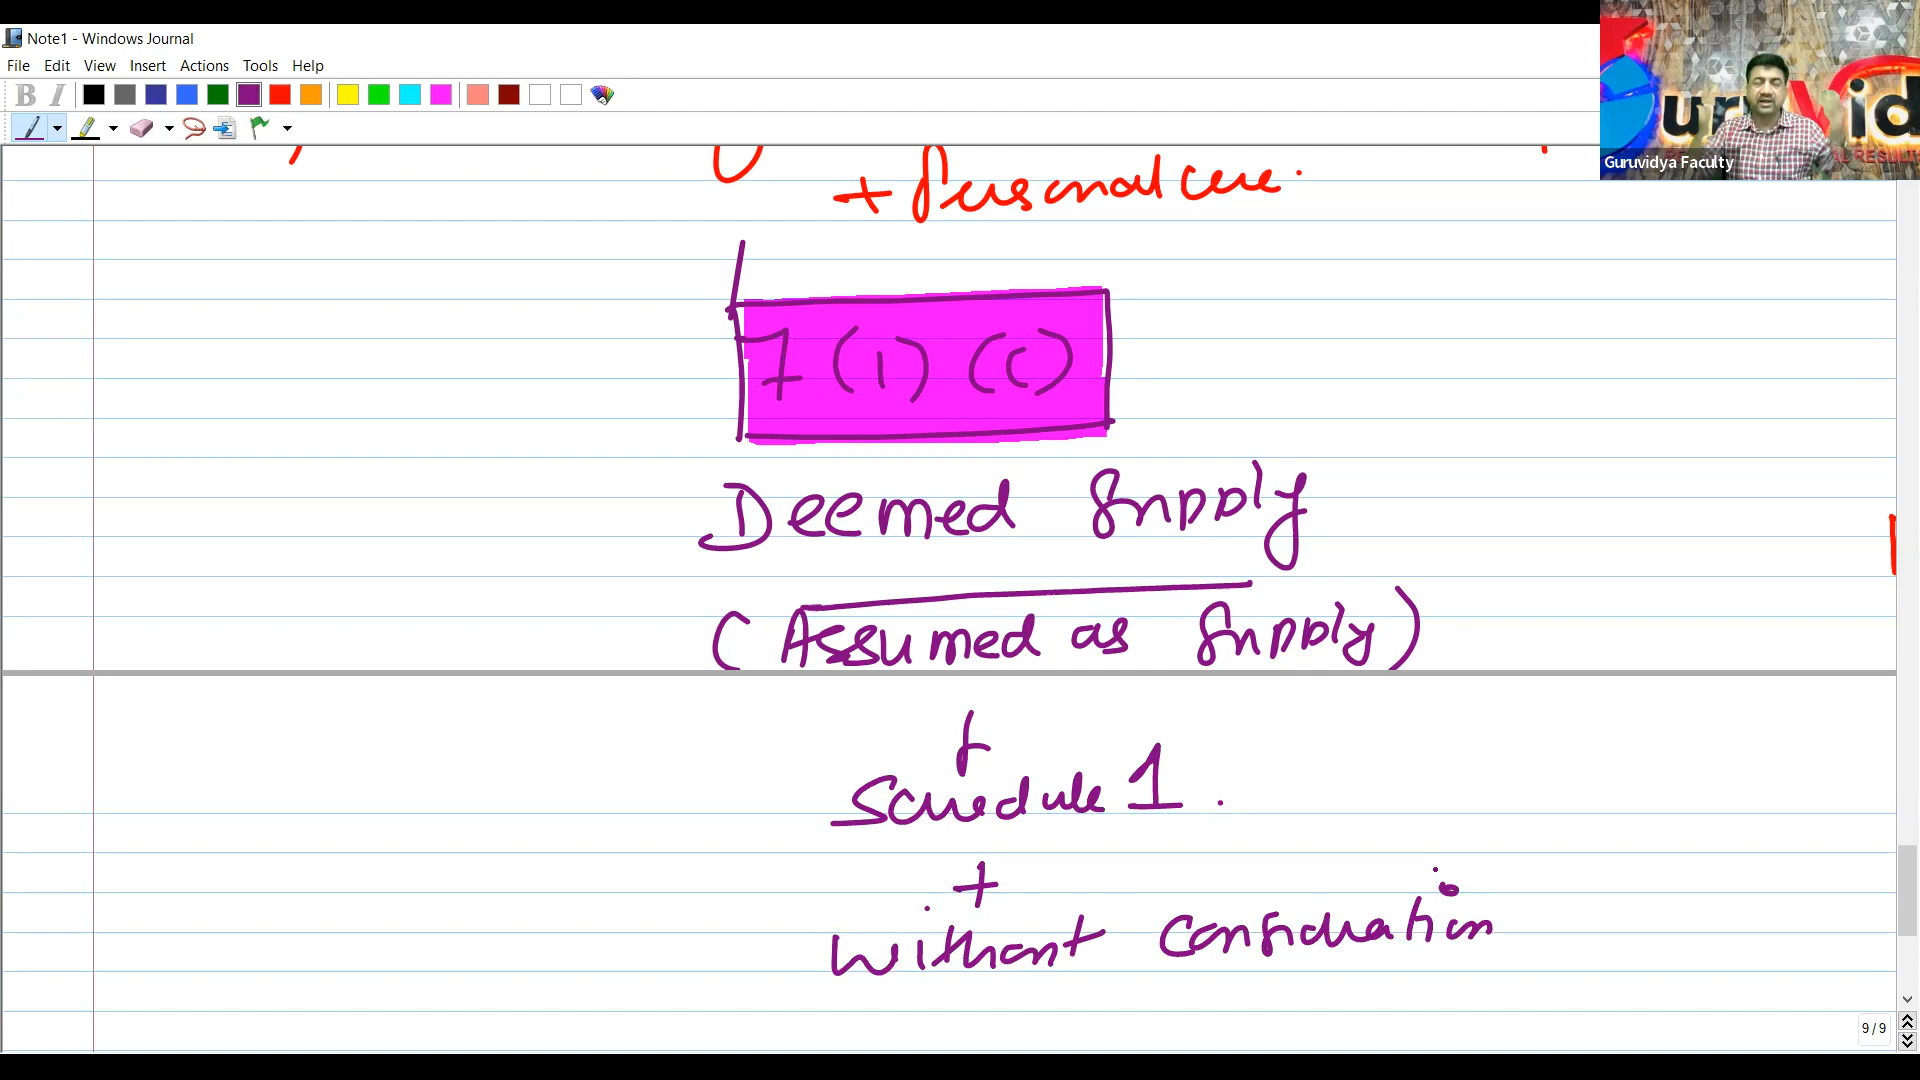 Note1 - Windows Journal
File Edit View Insert Actions Tools Help
B I
Guruvidya Faculty
+ Personal care.
7 (1) (c)
Deemed Supply
(Assumed as Supply)
Schedule 1.
+
without consideration
9 / 9